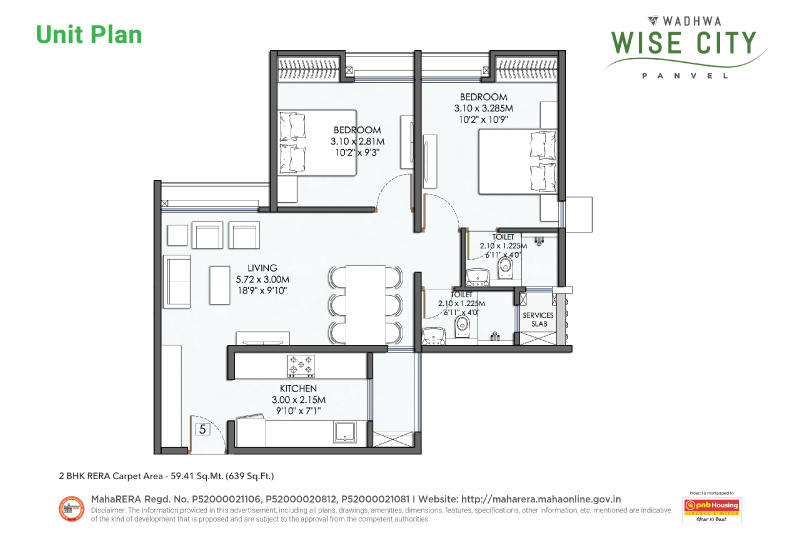 Unit Plan
WADHWA
WISE CITY
PANVEL
BEDROOM
3.10 x 3.285M
10'2" x 10'9"
BEDROOM
3.10 x 2.81M
10'2" x 9'3"
TOILET
2.10 x 1.225M
6'11" x 4'0"
LIVING
5.72 x 3.00M
18'9" x 9'10"
TOILET
2.10 x 1.225M
6'11" x 4'0"
SERVICES
SLAB
KITCHEN
3.00 x 2.15M
9'10" x 7'1"
5
2 BHK RERA Carpet Area - 59.41 Sq.Mt. (639 Sq.Ft.)
MahaRERA Regd. No. P52000021106, P52000020812, P52000021081 I Website: http://maharera.mahaonline.gov.in
Disclaimer: The information provided in this advertisement, including all plans, drawings, amenities, dimensions, features, specifications, other information, etc. mentioned are indicative
of the kind of development that is proposed and are subject to the approval from the competent authorities.
Project is mortgaged to
pnb Housing
Finance Limited
Ghar Ki Baat